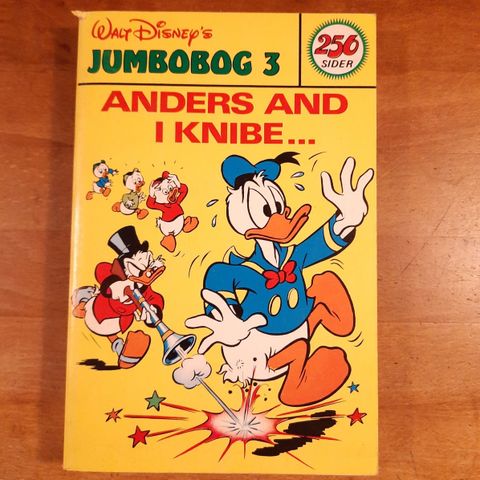 Walt Disney's
JUMBOBOG 3
256
SIDER
ANDERS AND
I KNIBE...